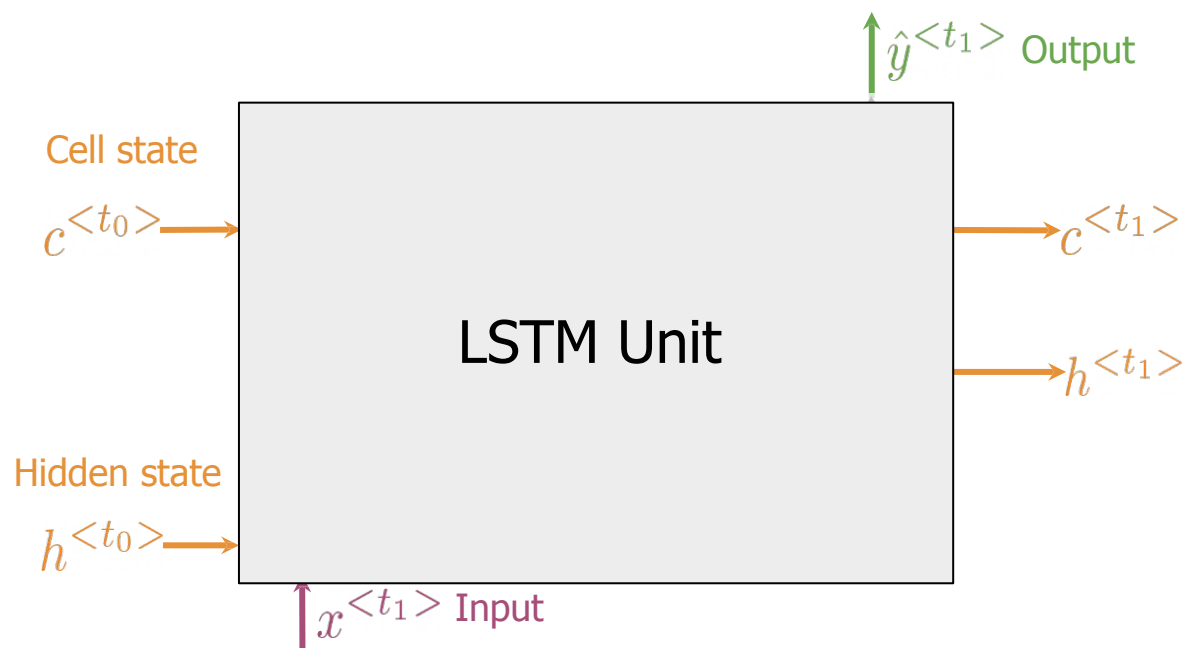 ŷ<t₁> Output
Cell state
c<t₀>
c<t₁>
LSTM Unit
h<t₁>
Hidden state
h<t₀>
x<t₁> Input